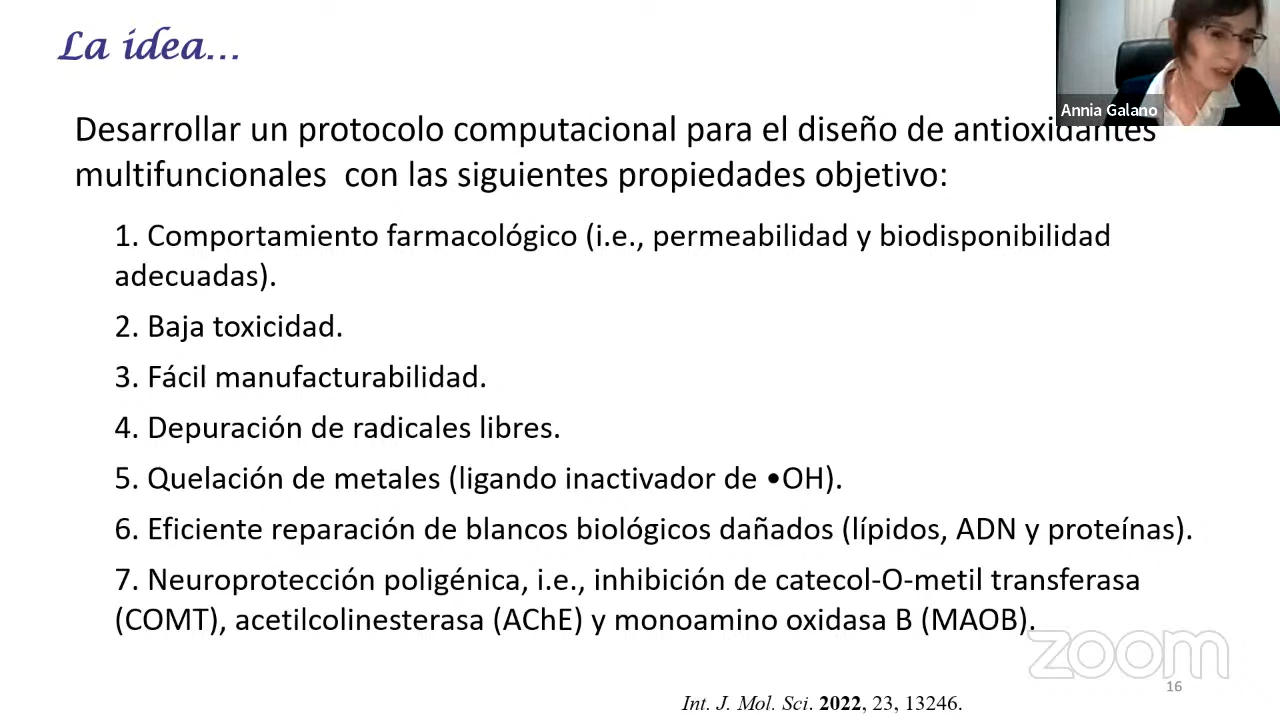 La idea...
Annia Galano
Desarrollar un protocolo computacional para el diseño de antioxidantes
multifuncionales con las siguientes propiedades objetivo:
1. Comportamiento farmacológico (i.e., permeabilidad y biodisponibilidad
adecuadas).
2. Baja toxicidad.
3. Fácil manufacturabilidad.
4. Depuración de radicales libres.
5. Quelación de metales (ligando inactivador de •OH).
6. Eficiente reparación de blancos biológicos dañados (lípidos, ADN y proteínas).
7. Neuroprotección poligénica, i.e., inhibición de catecol-O-metil transferasa
(COMT), acetilcolinesterasa (AChE) y monoamino oxidasa B (MAOB).
zoom
16
Int. J. Mol. Sci. 2022, 23, 13246.